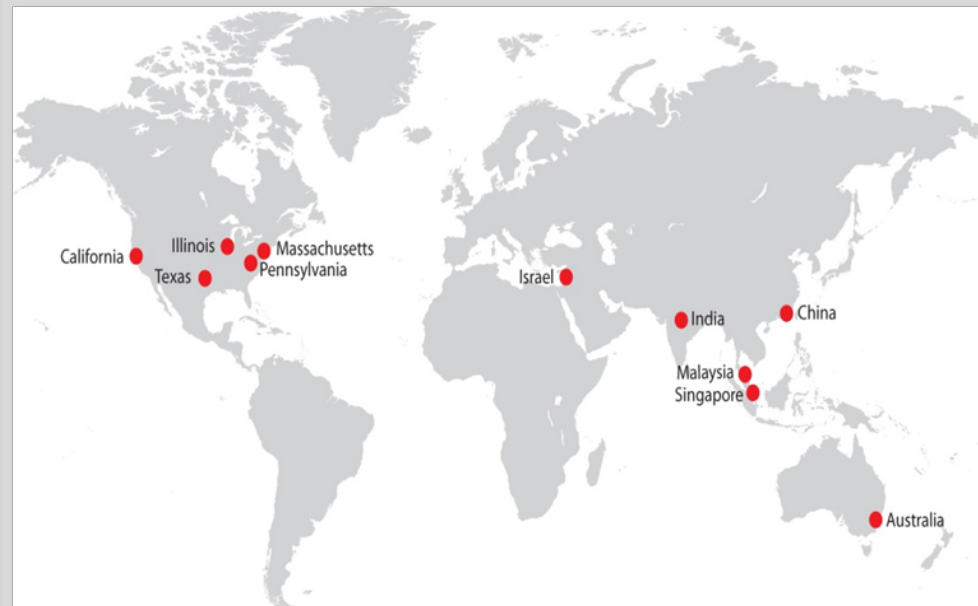 Illinois
Massachusetts
California
Pennsylvania
Texas
Israel
China
India
Malaysia
Singapore
Australia